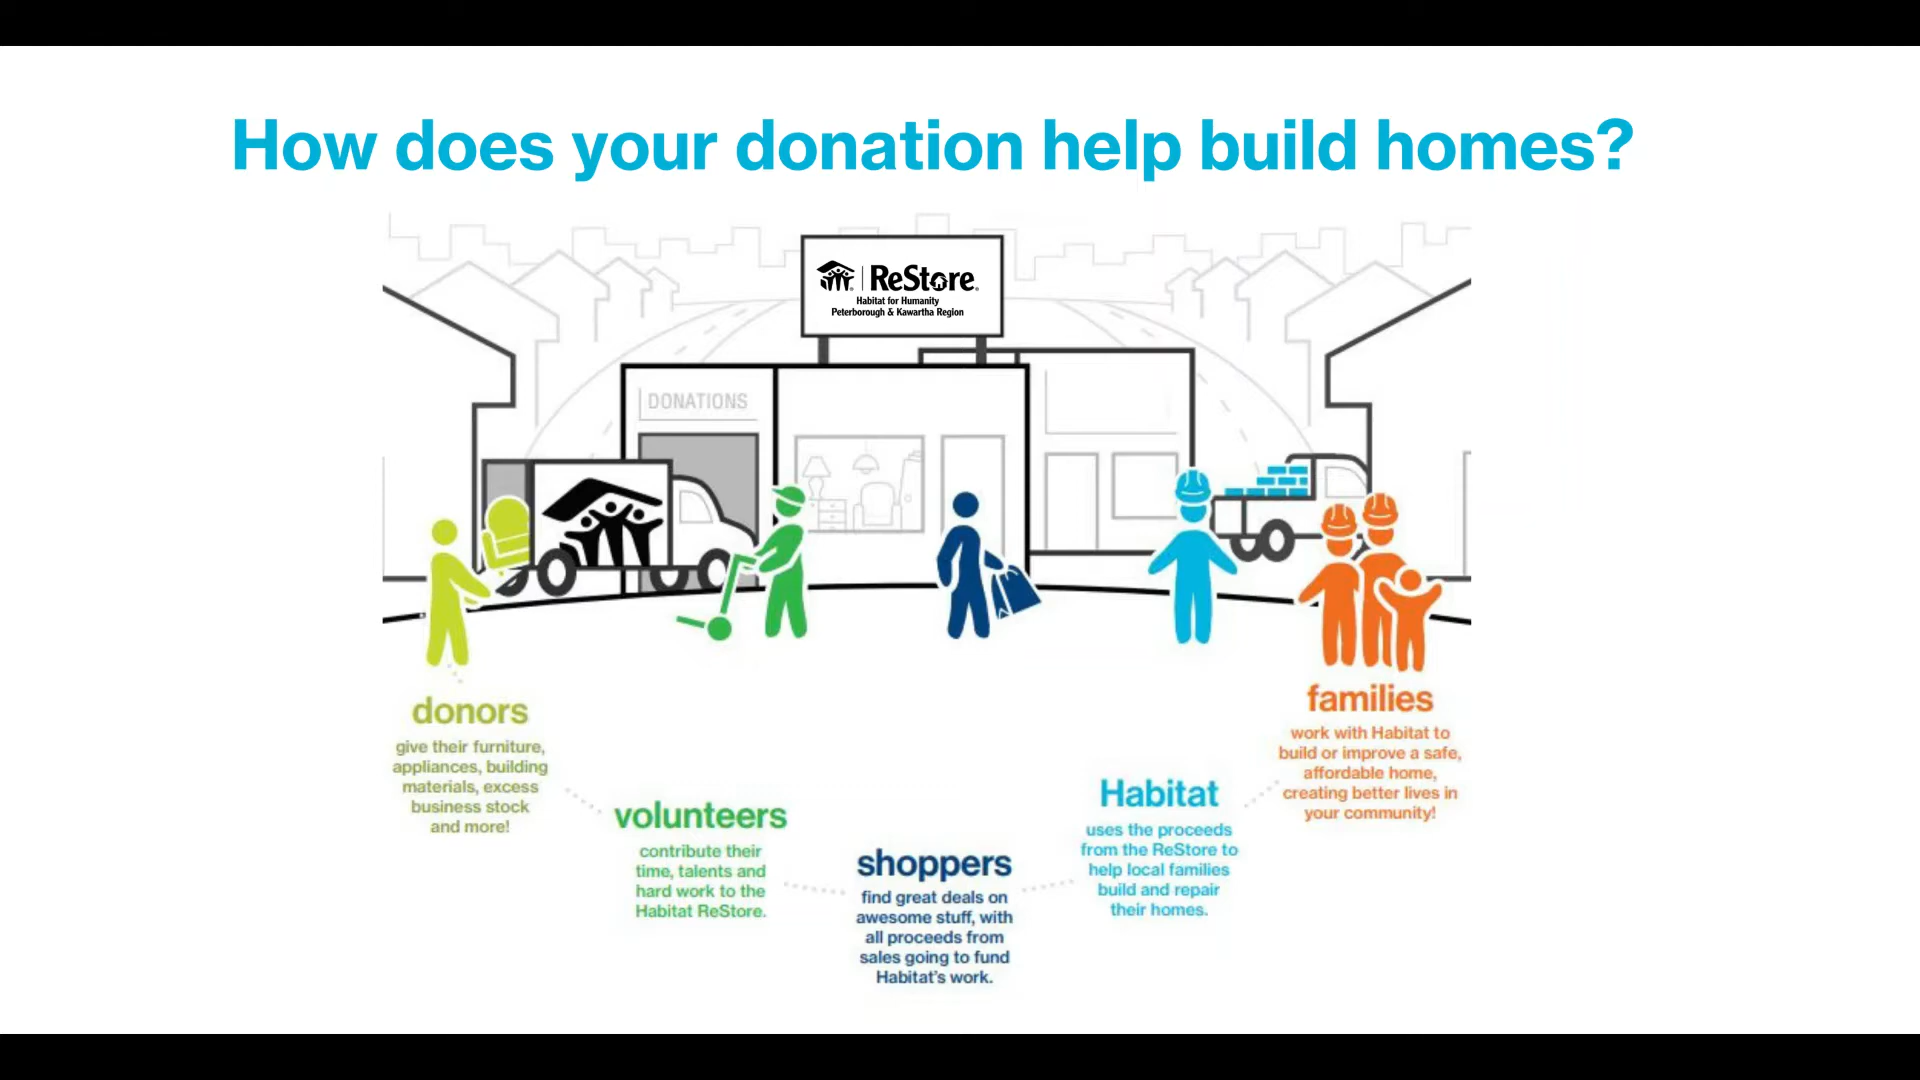 How does your donation help build homes?
ReStore
Habitat for Humanity
Peterborough & Kawartha Region
DONATIONS
donors
give their furniture,
appliances, building
materials, excess
business stock
and more!
volunteers
contribute their
time, talents and
hard work to the
Habitat ReStore.
shoppers
find great deals on
awesome stuff, with
all proceeds from
sales going to fund
Habitat's work.
Habitat
uses the proceeds
from the ReStore to
help local families
build and repair
their homes.
families
work with Habitat to
build or improve a safe,
affordable home,
creating better lives in
your community!